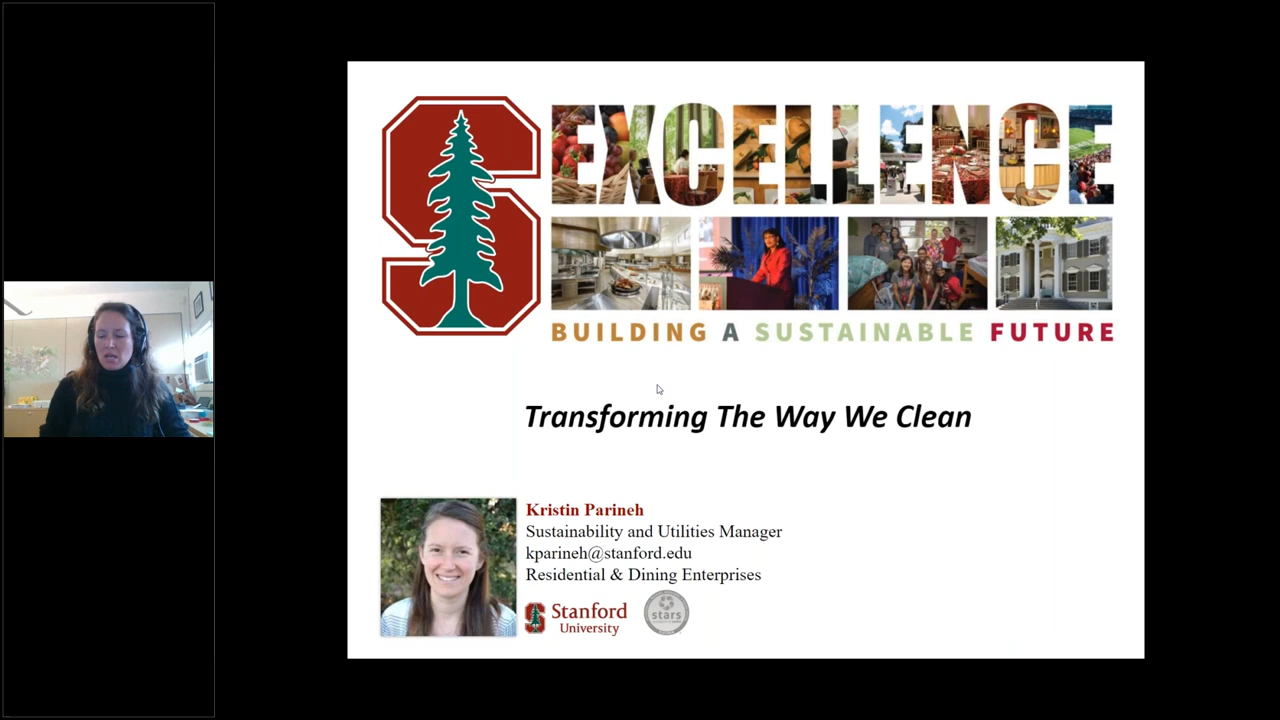 EXCELLENCE
BUILDING A SUSTAINABLE FUTURE
Transforming The Way We Clean
Kristin Parineh
Sustainability and Utilities Manager
kparineh@stanford.edu
Residential & Dining Enterprises
Stanford
University
stars